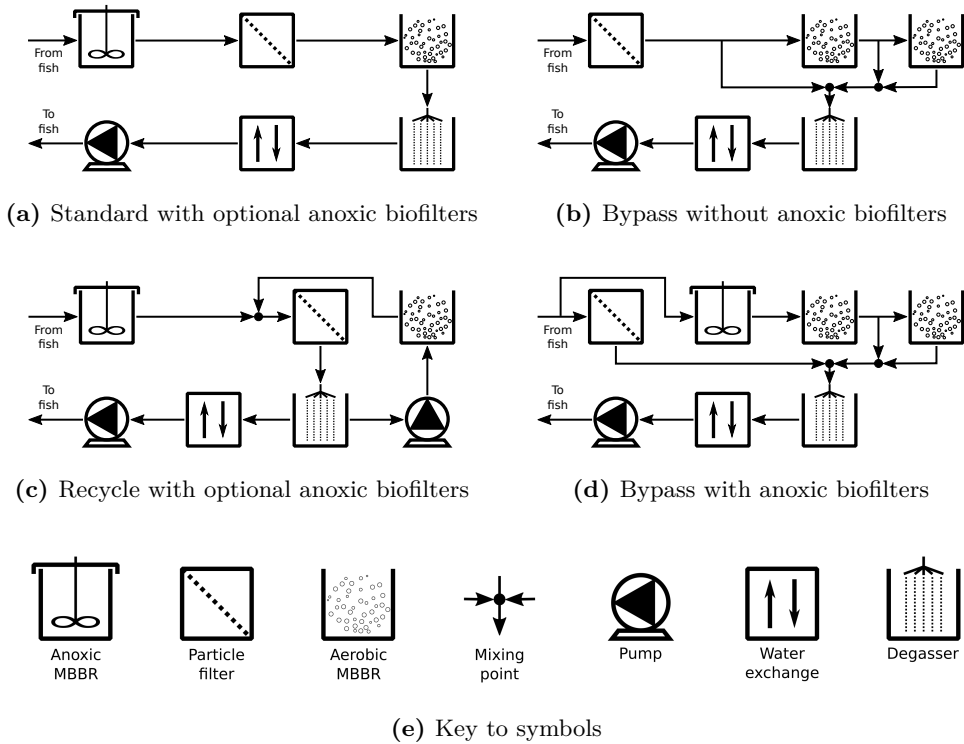 From
fish
To
fish
(a) Standard with optional anoxic biofilters
From
fish
To
fish
(b) Bypass without anoxic biofilters
From
fish
To
fish
(c) Recycle with optional anoxic biofilters
From
fish
To
fish
(d) Bypass with anoxic biofilters
Anoxic
MBBR
Particle
filter
Aerobic
MBBR
Mixing
point
Pump
Water
exchange
Degasser
(e) Key to symbols